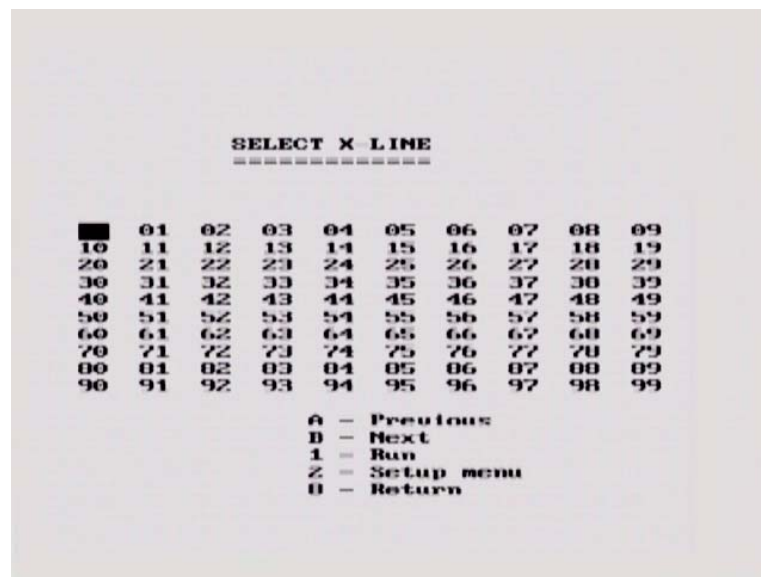 SELECT X-LINE
=============
01 02 03 04 05 06 07 08 09
10 11 12 13 14 15 16 17 18 19
20 21 22 23 24 25 26 27 28 29
30 31 32 33 34 35 36 37 38 39
40 41 42 43 44 45 46 47 48 49
50 51 52 53 54 55 56 57 58 59
60 61 62 63 64 65 66 67 68 69
70 71 72 73 74 75 76 77 78 79
80 81 82 83 84 85 86 87 88 89
90 91 92 93 94 95 96 97 98 99
A - Previous
D - Next
1 - Run
2 - Setup menu
0 - Return